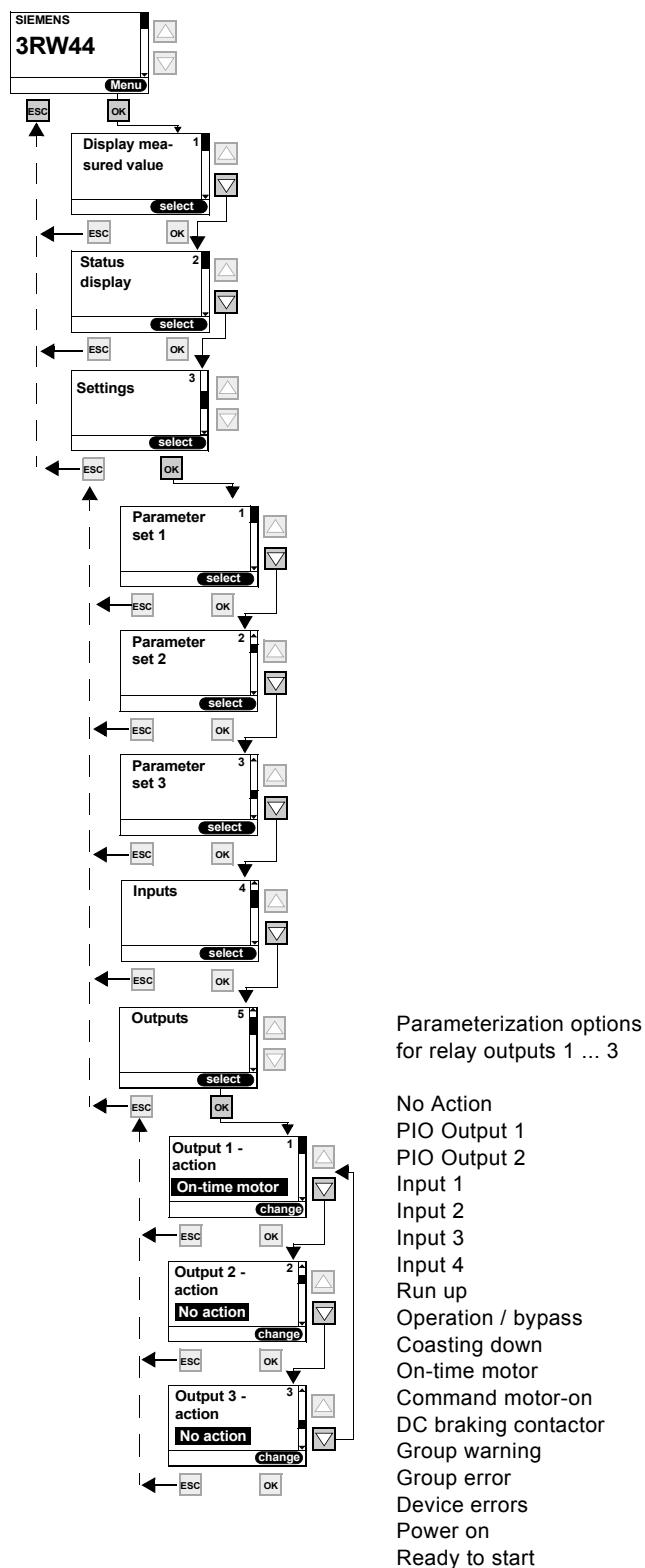 SIEMENS
3RW44
Menu
ESC
OK
Display mea-
sured value
1
select
ESC
OK
Status
display
2
select
ESC
OK
Settings
3
select
ESC
OK
Parameter
set 1
1
select
ESC
OK
Parameter
set 2
2
select
ESC
OK
Parameter
set 3
3
select
ESC
OK
Inputs
4
select
ESC
OK
Outputs
5
select
ESC
OK
Output 1 -
action
1
On-time motor
change
ESC
OK
Output 2 -
action
2
No action
change
ESC
OK
Output 3 -
action
3
No action
change
ESC
OK
Parameterization options
for relay outputs 1 ... 3
No Action
PIO Output 1
PIO Output 2
Input 1
Input 2
Input 3
Input 4
Run up
Operation / bypass
Coasting down
On-time motor
Command motor-on
DC braking contactor
Group warning
Group error
Device errors
Power on
Ready to start